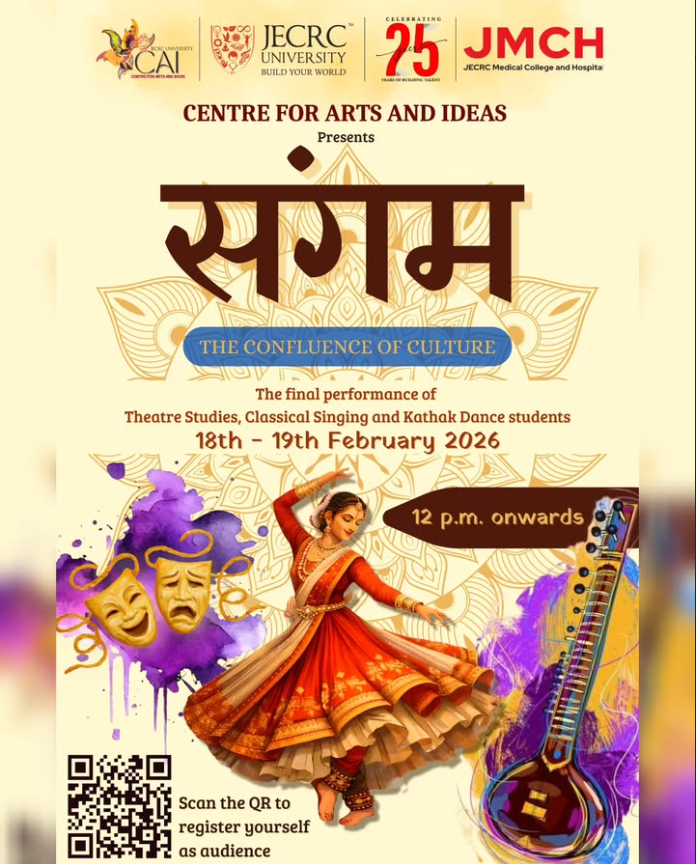 JECRC UNIVERSITY
CAI
CENTRE FOR ARTS AND IDEAS
JECRC
UNIVERSITY
BUILD YOUR WORLD
TM
CELEBRATING
25
YEARS OF BUILDING TALENT
JMCH
JECRC Medical College and Hospital
CENTRE FOR ARTS AND IDEAS
Presents
संगम
THE CONFLUENCE OF CULTURE
The final performance of
Theatre Studies, Classical Singing and Kathak Dance students
18th - 19th February 2026
12 p.m. onwards
Scan the QR to
register yourself
as audience